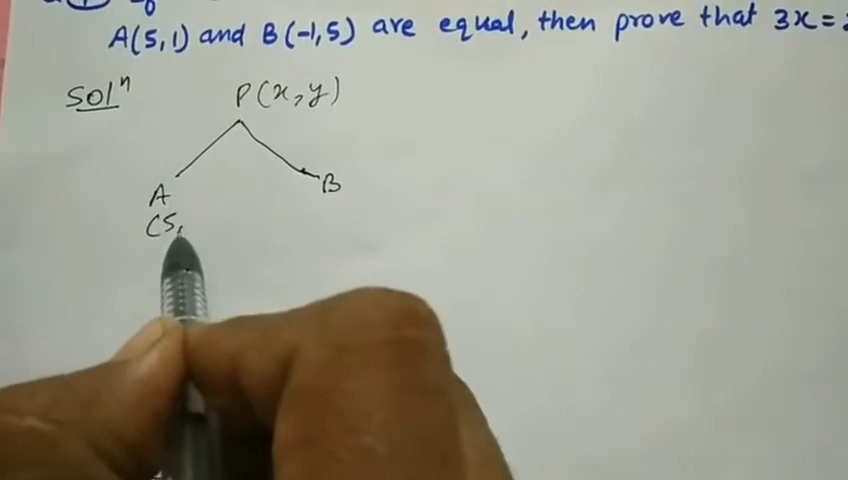 A(5,1) and B(-1,5) are equal, then prove that 3x=
Solⁿ
P(x,y)
A
B
(5,